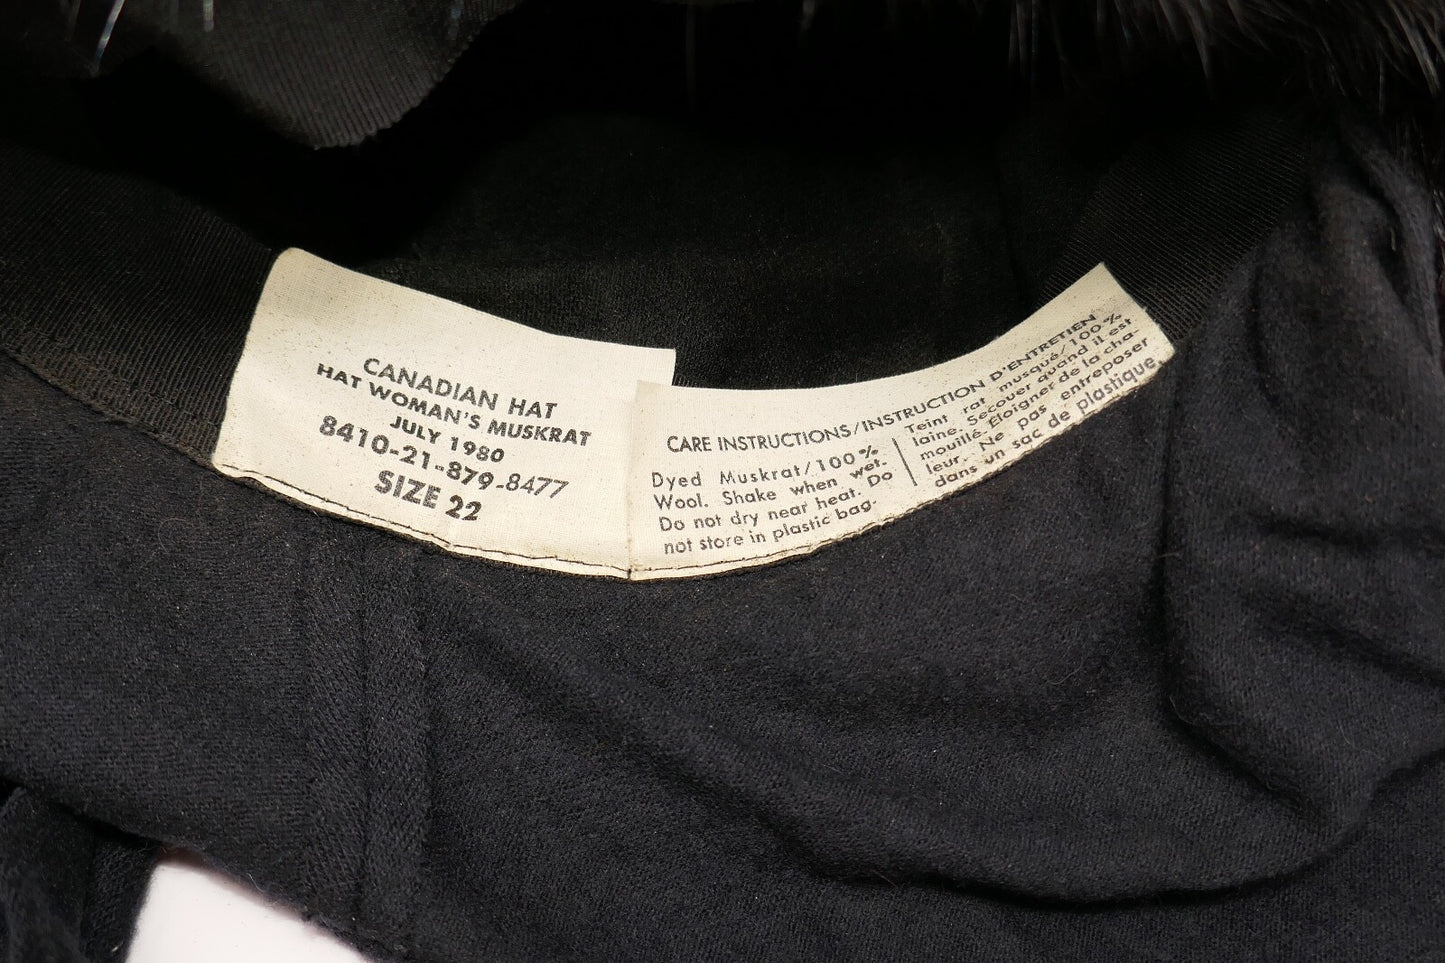 CANADIAN HAT
HAT WOMAN'S MUSKRAT
JULY 1980
8410-21-879-8477
SIZE 22
CARE INSTRUCTIONS/INSTRUCTION D'ENTRETIEN
Dyed Muskrat/100%
Wool. Shake when wet.
Do not dry near heat. Do
not store in plastic bag.
Teint rat musqué/100%
laine. Secouer quand il est
mouillé. Éloigner de la cha-
leur. Ne pas entreposer
dans un sac de plastique.